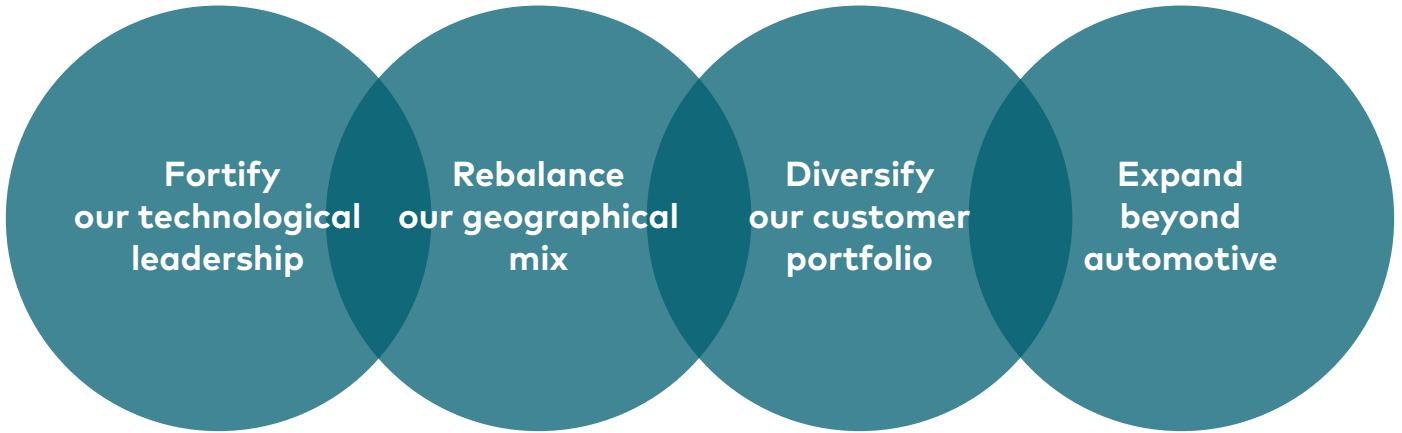 Fortify
our technological
leadership
Rebalance
our geographical
mix
Diversify
our customer
portfolio
Expand
beyond
automotive